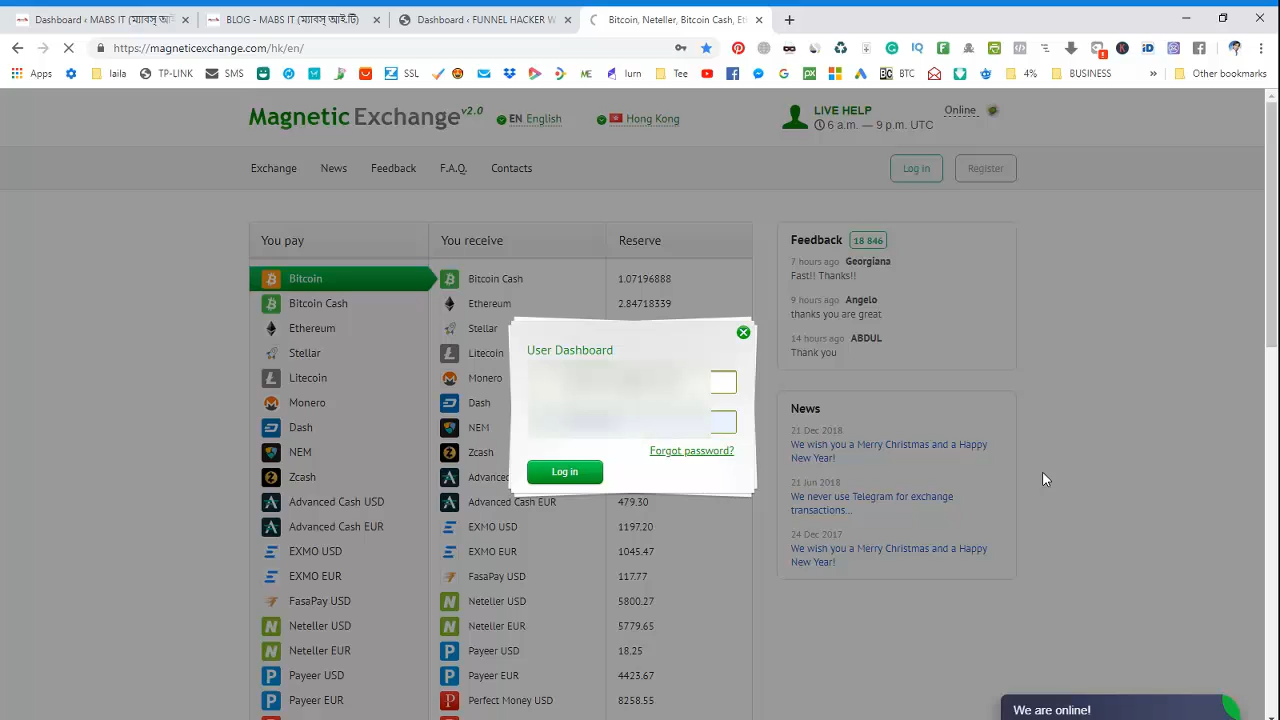 Dashboard ‹ MABS IT (ম্যাবস্ আই
BLOG - MABS IT (ম্যাবস্ আই.টি)
Dashboard ‹ FUNNEL HACKER W
Bitcoin, Neteller, Bitcoin Cash, Et
https://magneticexchange.com/hk/en/
Apps laila TP-LINK SMS SSL lurn Tee BTC 4% BUSINESS » Other bookmarks
Magnetic Exchange v2.0
EN English
Hong Kong
LIVE HELP
6 a.m. — 9 p.m. UTC
Online
Exchange News Feedback F.A.Q. Contacts
Log in
Register
You pay You receive Reserve
Bitcoin Bitcoin Cash 1.07196888
Bitcoin Cash Ethereum 2.84718339
Ethereum Stellar
Stellar Litecoin
Litecoin Monero
Monero Dash
Dash NEM
NEM Zcash
Zcash
Advanced Cash USD Advanced Cash EUR 479.30
Advanced Cash EUR EXMO USD 1197.20
EXMO USD EXMO EUR 1045.47
EXMO EUR FasaPay USD 117.77
FasaPay USD Neteller USD 5800.27
Neteller USD Neteller EUR 5779.65
Neteller EUR Payeer USD 18.25
Payeer USD Payeer EUR 4423.67
Payeer EUR Perfect Money USD 8258.55
User Dashboard
Forgot password?
Log in
Feedback 18 846
7 hours ago Georgiana
Fast!! Thanks!!
9 hours ago Angelo
thanks you are great
14 hours ago ABDUL
Thank you
News
21 Dec 2018
We wish you a Merry Christmas and a Happy
New Year!
21 Jun 2018
We never use Telegram for exchange
transactions...
24 Dec 2017
We wish you a Merry Christmas and a Happy
New Year!
We are online!